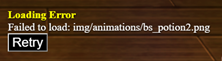 Loading Error
Failed to load: img/animations/bs_potion2.png
Retry